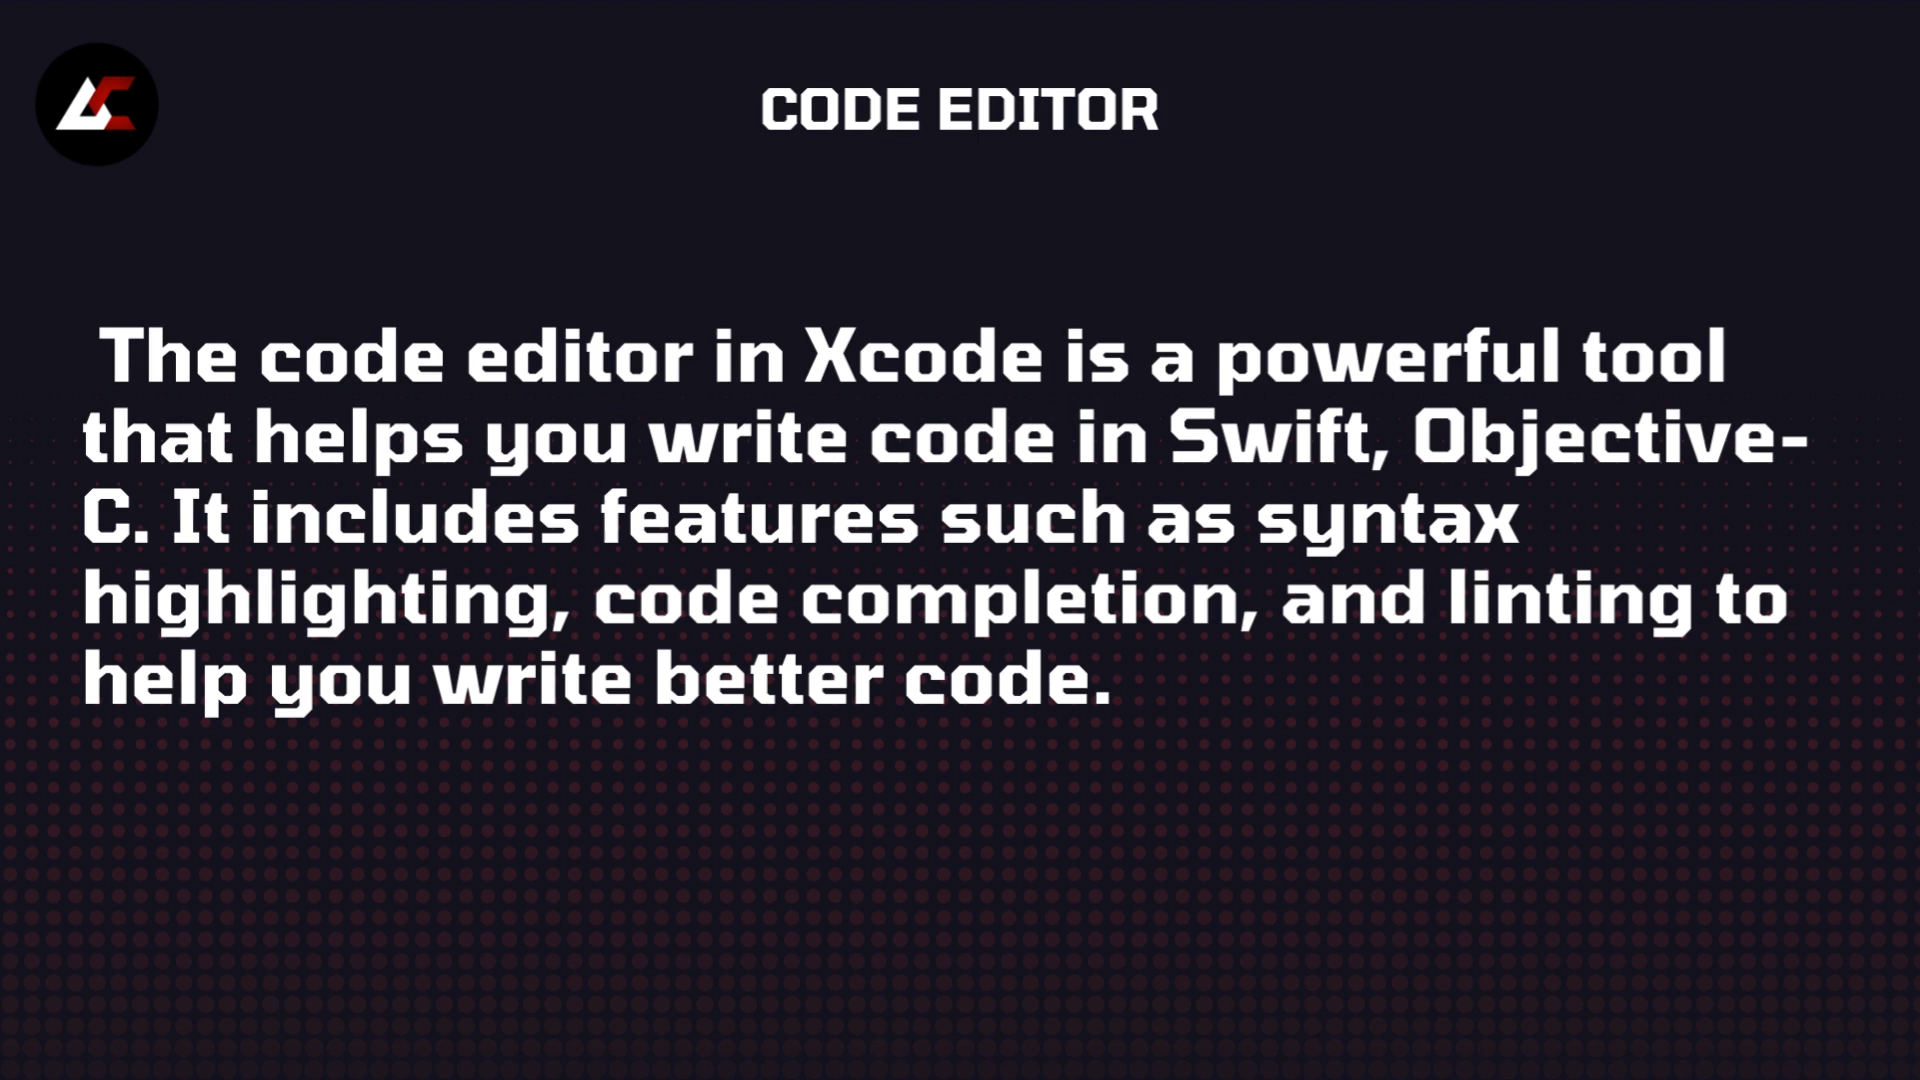 CODE EDITOR
The code editor in Xcode is a powerful tool
that helps you write code in Swift, Objective-
C. It includes features such as syntax
highlighting, code completion, and linting to
help you write better code.